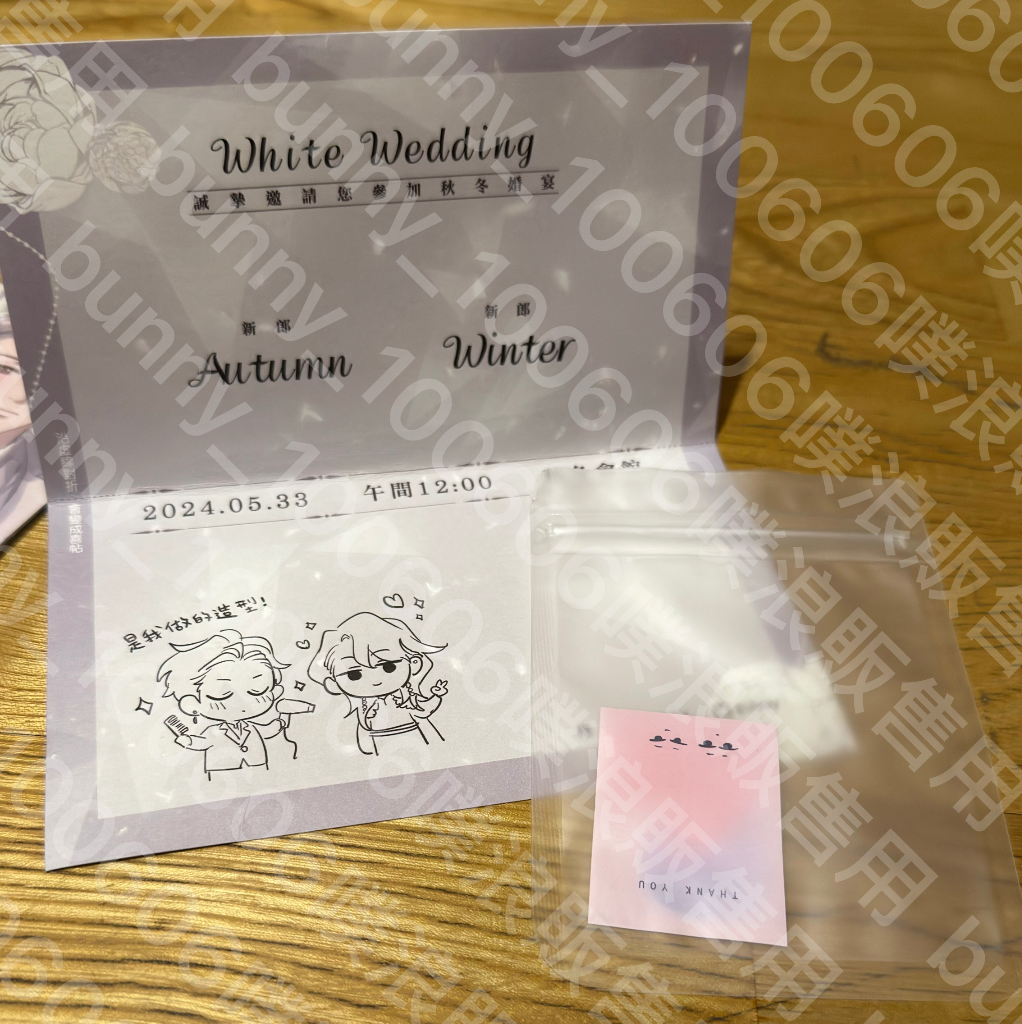 White Wedding
誠摯邀請您參加秋冬婚宴
新郎
Autumn
新郎
Winter
2024.05.33 午間12:00
是我做的造型!
THANK YOU
bunny_100606噗浪販售用